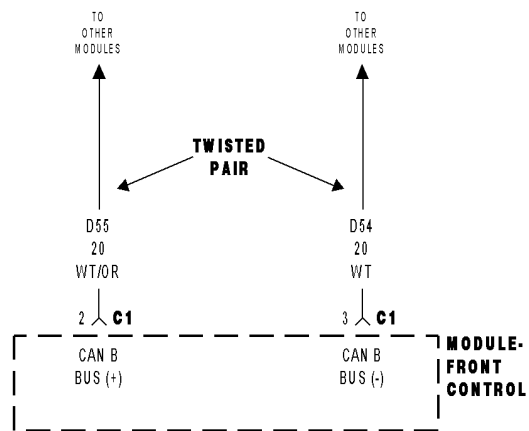 TO
OTHER
MODULES
TO
OTHER
MODULES
TWISTED
PAIR
D55
20
WT/OR
D54
20
WT
2 C1
3 C1
CAN B
BUS (+)
CAN B
BUS (-)
MODULE-
FRONT
CONTROL